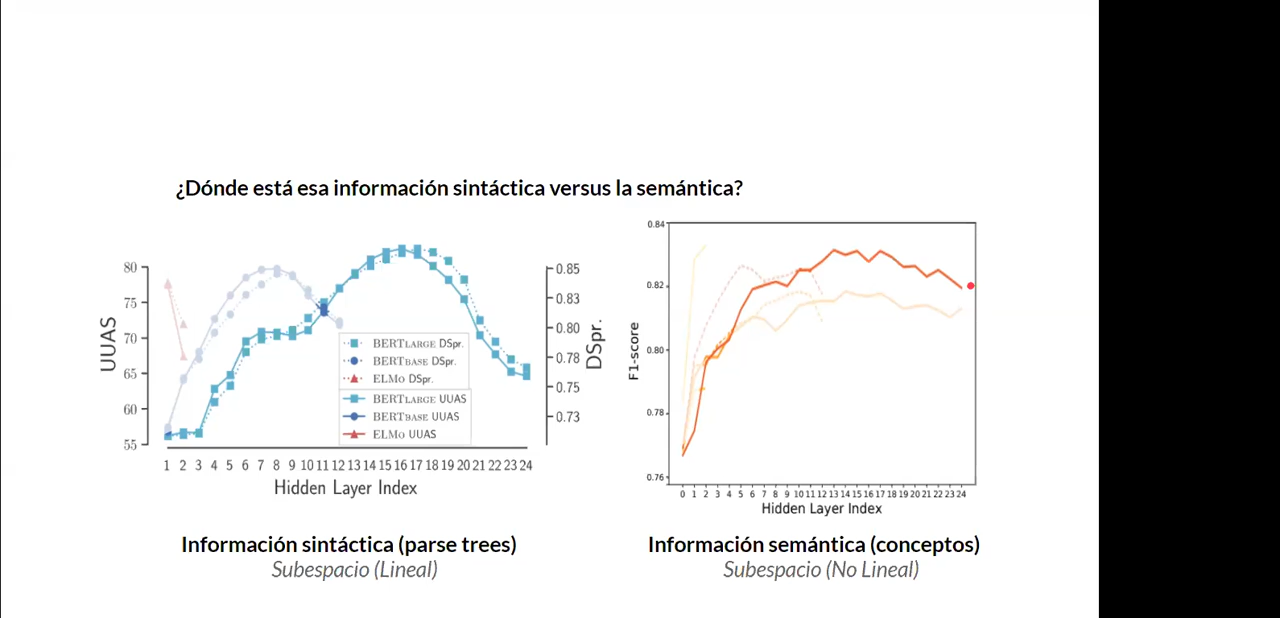 ¿Dónde está esa información sintáctica versus la semántica?
80
75
70
65
60
55
UUAS
0.85
0.83
0.80
0.78
0.75
0.73
DSpr.
BERTLARGE DSpr.
BERTBASE DSpr.
ELMO DSpr.
BERTLARGE UUAS
BERTBASE UUAS
ELMO UUAS
1 2 3 4 5 6 7 8 9 10 11 12 13 14 15 16 17 18 19 20 21 22 23 24
Hidden Layer Index
0.84
0.82
0.80
0.78
0.76
F1-score
0 1 2 3 4 5 6 7 8 9 10 11 12 13 14 15 16 17 18 19 20 21 22 23 24
Hidden Layer Index
Información sintáctica (parse trees)
Subespacio (Lineal)
Información semántica (conceptos)
Subespacio (No Lineal)